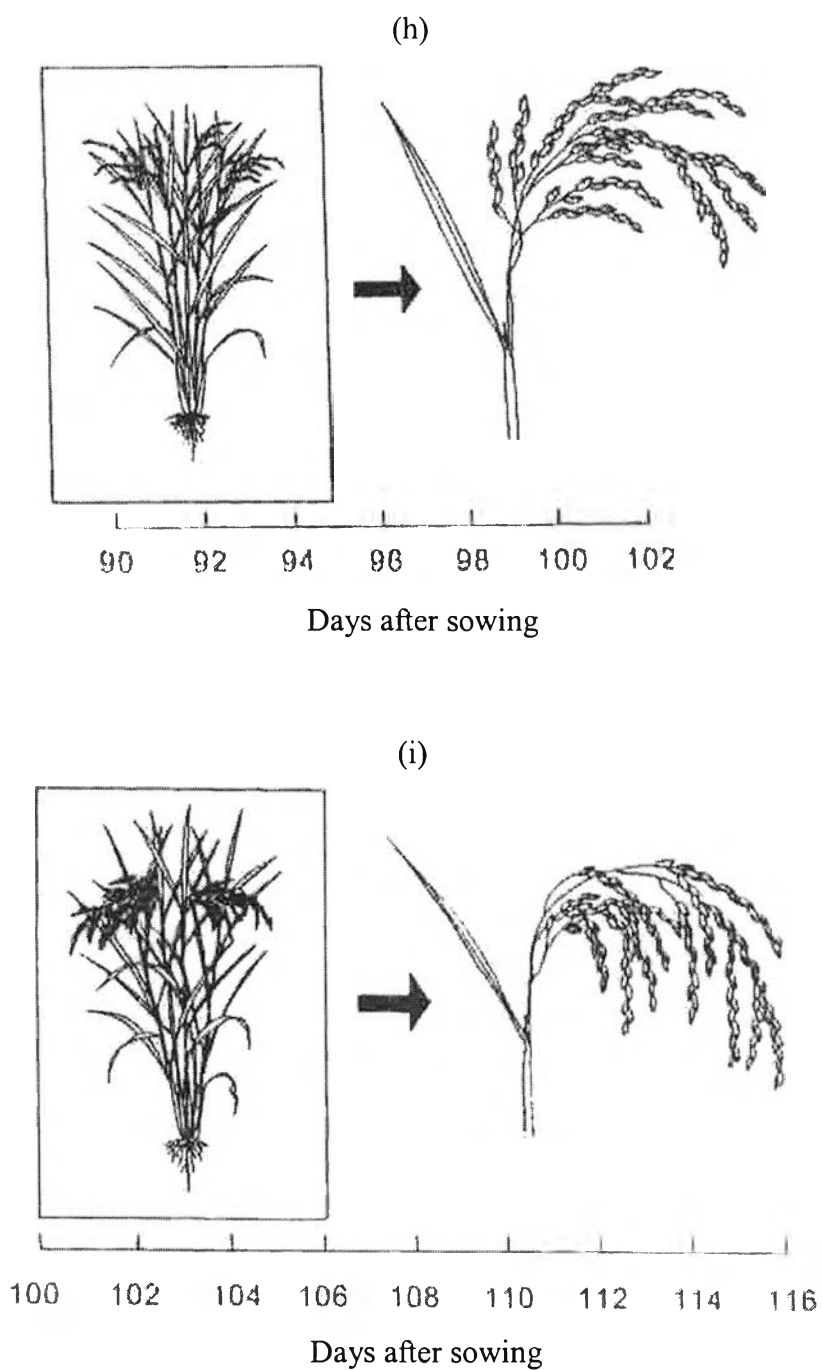 (h)
90 92 94 96 98 100 102
Days after sowing
(i)
100 102 104 106 108 110 112 114 116
Days after sowing